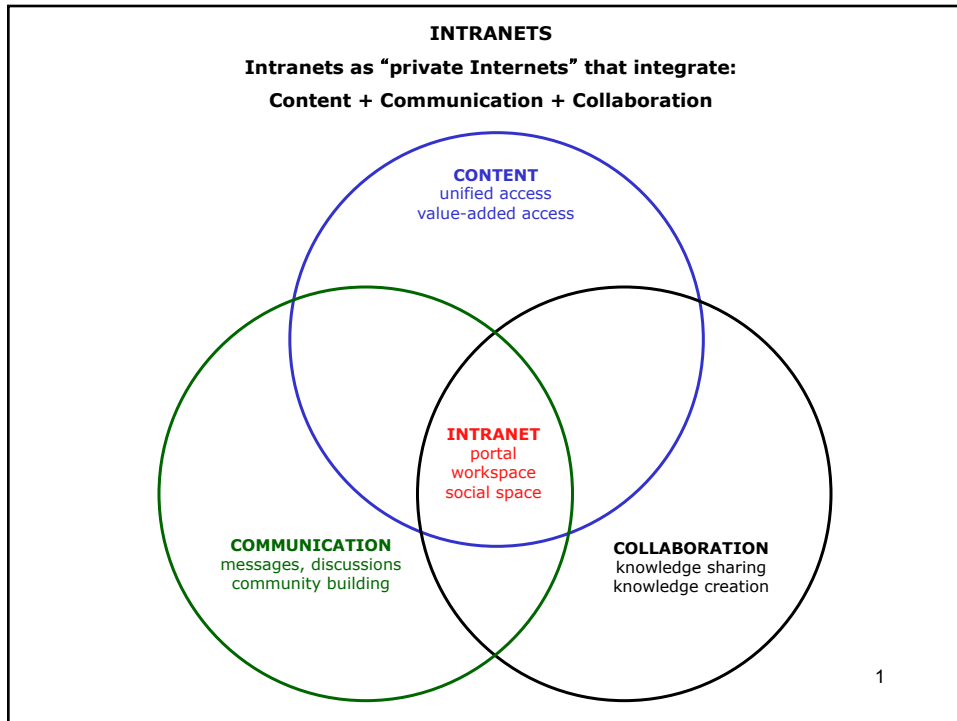 INTRANETS
Intranets as “private Internets” that integrate:
Content + Communication + Collaboration
CONTENT
unified access
value-added access
INTRANET
portal
workspace
social space
COMMUNICATION
messages, discussions
community building
COLLABORATION
knowledge sharing
knowledge creation
1